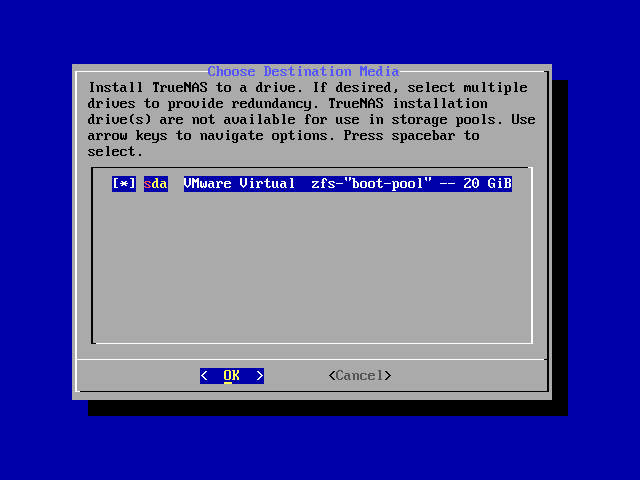 Choose Destination Media
Install TrueNAS to a drive. If desired, select multiple
drives to provide redundancy. TrueNAS installation
drive(s) are not available for use in storage pools. Use
arrow keys to navigate options. Press spacebar to
select.
[*] sda  VMware Virtual  zfs-"boot-pool" -- 20 GiB
<  OK  > <Cancel>